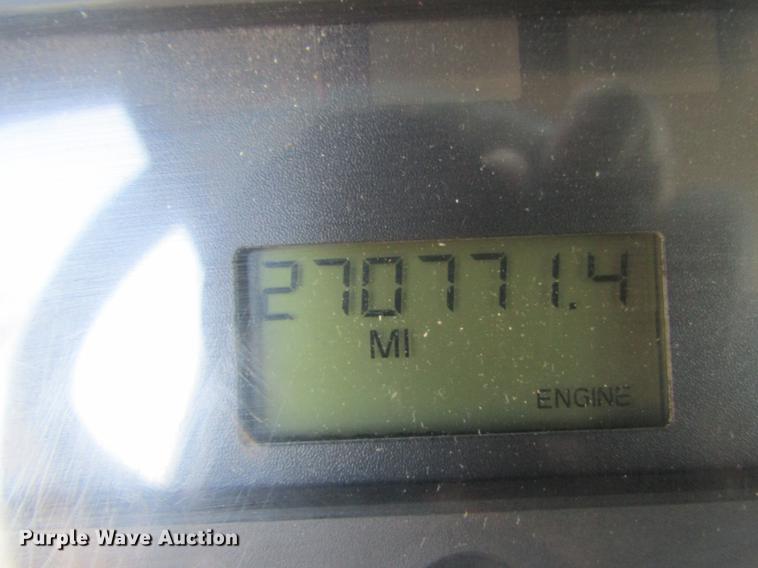 270771.4
MI
ENGINE
Purple Wave Auction